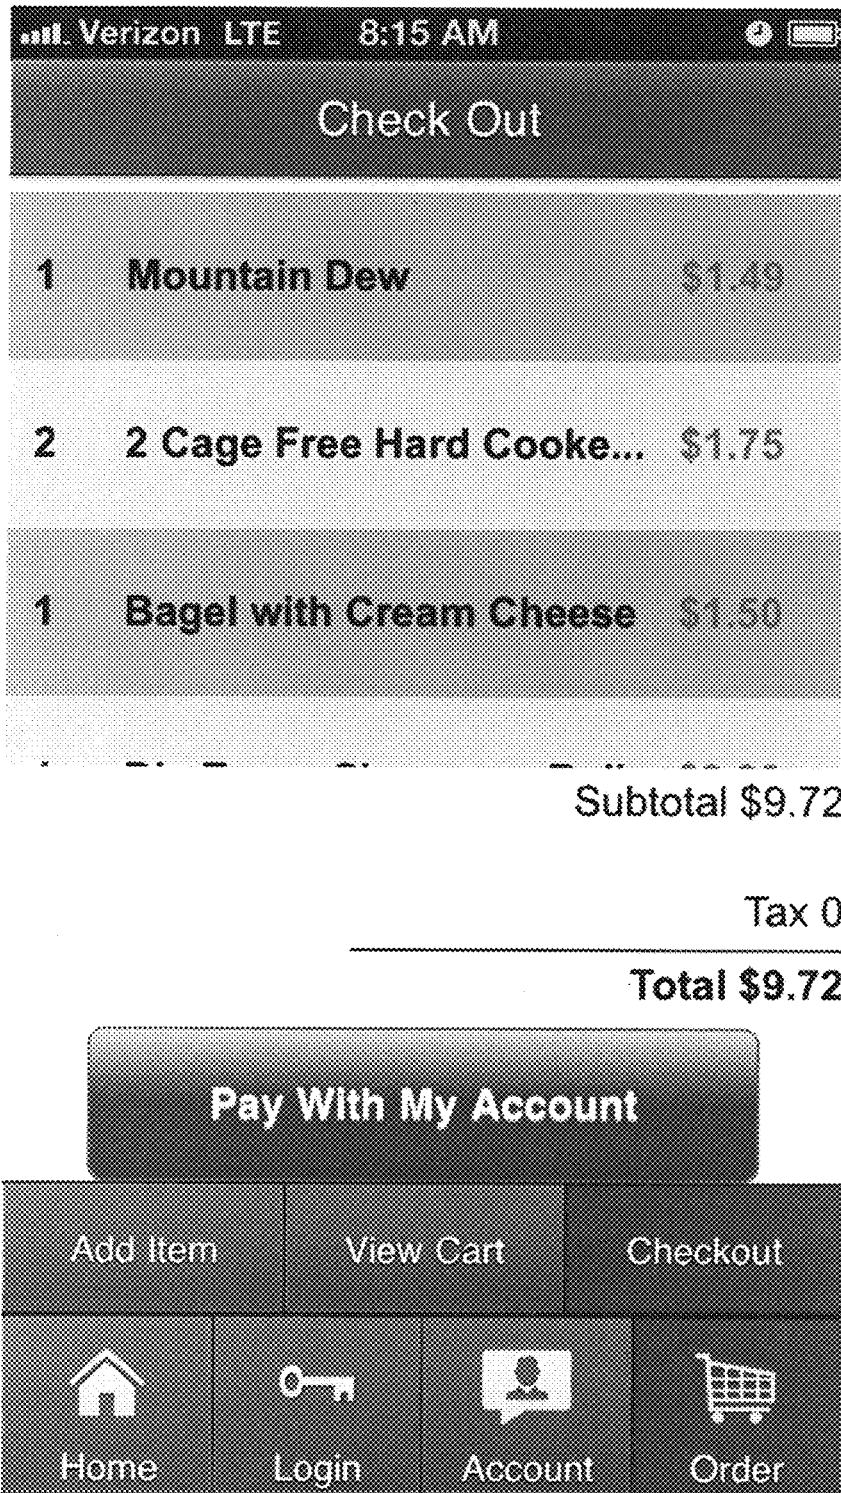 Verizon LTE 8:15 AM
Check Out
1 Mountain Dew $1.49
2 2 Cage Free Hard Cooke... $1.75
1 Bagel with Cream Cheese $1.50
Subtotal $9.72
Tax 0
Total $9.72
Pay With My Account
Add Item View Cart Checkout
Home Login Account Order